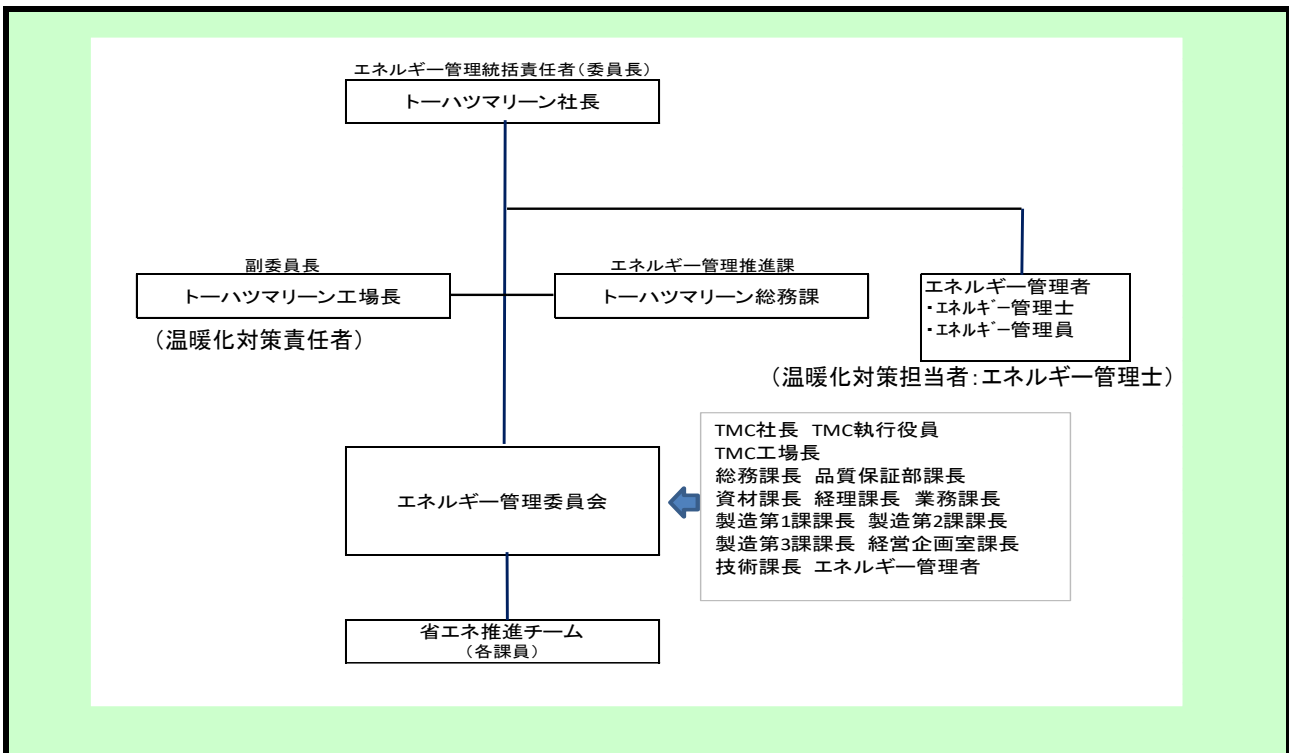 エネルギー管理統括責任者(委員長)
トーハツマリーン社長
副委員長
トーハツマリーン工場長
(温暖化対策責任者)
エネルギー管理推進課
トーハツマリーン総務課
エネルギー管理者
・エネルギー管理士
・エネルギー管理員
(温暖化対策担当者:エネルギー管理士)
エネルギー管理委員会
TMC社長 TMC執行役員
TMC工場長
総務課長 品質保証部課長
資材課長 経理課長 業務課長
製造第1課課長 製造第2課課長
製造第3課課長 経営企画室課長
技術課長 エネルギー管理者
省エネ推進チーム
(各課員)